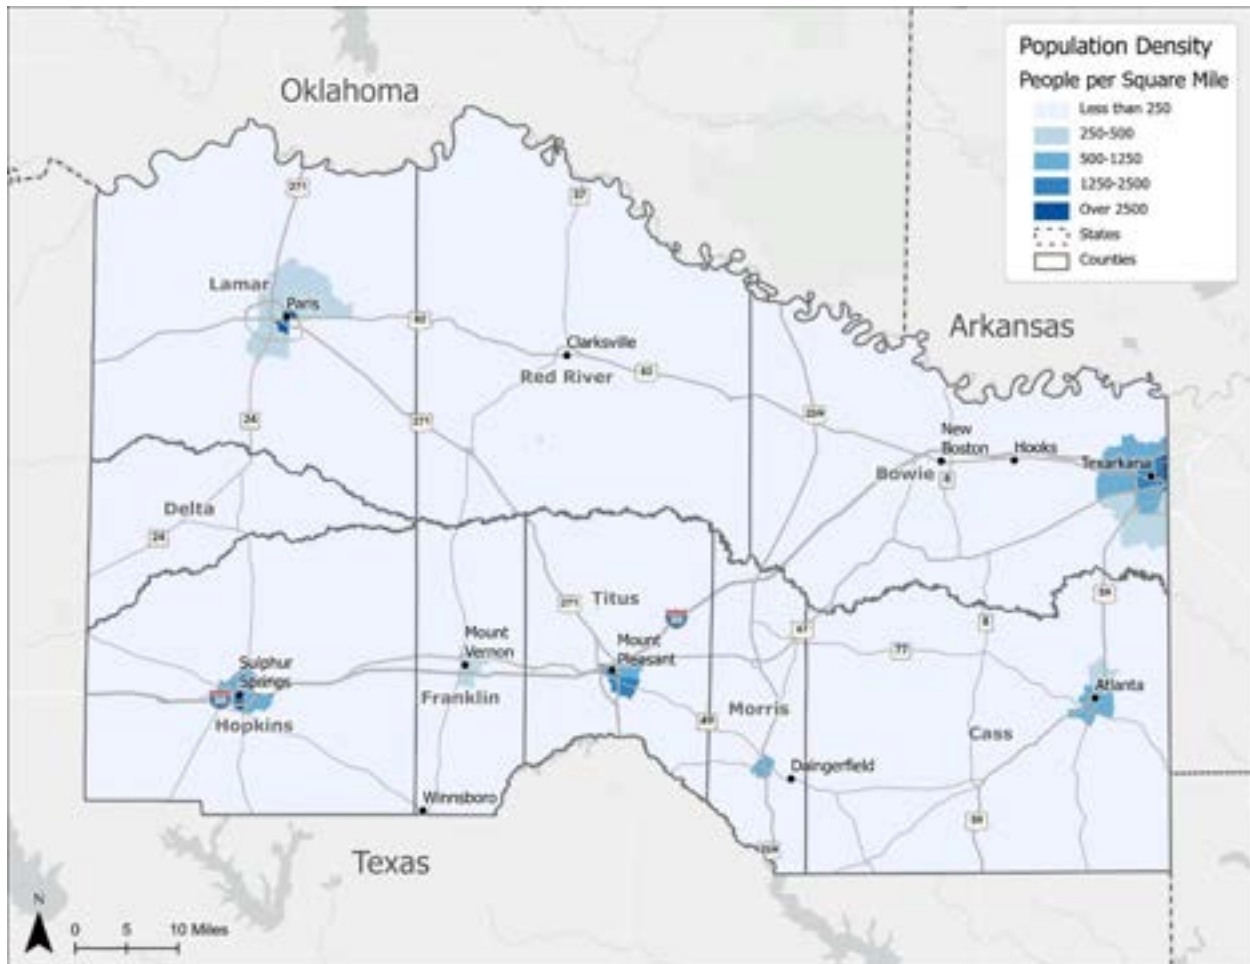 Population Density
People per Square Mile
Less than 250
250-500
500-1250
1250-2500
Over 2500
States
Counties
Oklahoma
271
37
Lamar
Paris
Arkansas
82
Clarksville
Red River
82
24
271
259
New
Boston
Hooks
Texarkana
Bowie
8
Delta
24
271
Titus
59
Mount
Vernon
Mount
Pleasant
30
67
8
77
Sulphur
Springs
30
Franklin
Hopkins
49
Morris
Atlanta
Cass
Daingerfield
Winnsboro
59
259
Texas
N
0 5 10 Miles